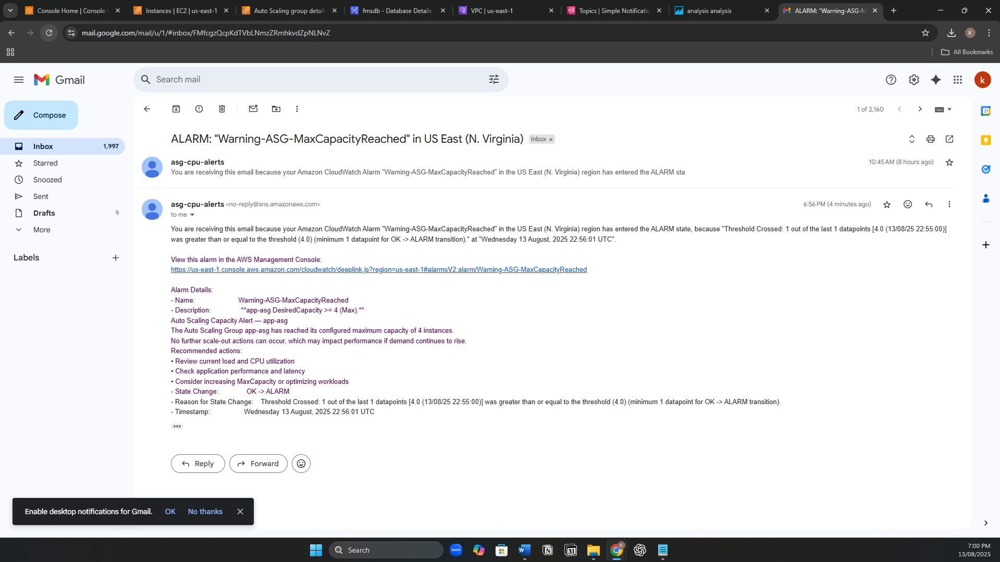 Console Home | Console
Instances | EC2 | us-east-1
Auto Scaling group details
fmsdb - Database Details
VPC | us-east-1
Topics | Simple Notificatio
analysis analysis
ALARM: "Warning-ASG-M
mail.google.com/mail/u/1/#inbox/FMfcgzQcpKdTVbLNmzZRmhkvdZpNLNvZ
K
All Bookmarks
Gmail
Search mail
k
Compose
1 of 2,160
31
Inbox 1,997
Starred
Snoozed
Sent
Drafts 9
More
Labels
ALARM: "Warning-ASG-MaxCapacityReached" in US East (N. Virginia) Inbox
asg-cpu-alerts 10:45 AM (8 hours ago)
You are receiving this email because your Amazon CloudWatch Alarm "Warning-ASG-MaxCapacityReached" in the US East (N. Virginia) region has entered the ALARM sta
asg-cpu-alerts <no-reply@sns.amazonaws.com> 6:56 PM (4 minutes ago)
to me
You are receiving this email because your Amazon CloudWatch Alarm "Warning-ASG-MaxCapacityReached" in the US East (N. Virginia) region has entered the ALARM state, because "Threshold Crossed: 1 out of the last 1 datapoints [4.0 (13/08/25 22:55:00)]
was greater than or equal to the threshold (4.0) (minimum 1 datapoint for OK -> ALARM transition)." at "Wednesday 13 August, 2025 22:56:01 UTC".
View this alarm in the AWS Management Console:
https://us-east-1.console.aws.amazon.com/cloudwatch/deeplink.js?region=us-east-1#alarmsV2:alarm/Warning-ASG-MaxCapacityReached
Alarm Details:
- Name: Warning-ASG-MaxCapacityReached
- Description: **app-asg DesiredCapacity >= 4 (Max).**
Auto Scaling Capacity Alert — app-asg
The Auto Scaling Group app-asg has reached its configured maximum capacity of 4 instances.
No further scale-out actions can occur, which may impact performance if demand continues to rise.
Recommended actions:
• Review current load and CPU utilization
• Check application performance and latency
• Consider increasing MaxCapacity or optimizing workloads
- State Change: OK -> ALARM
- Reason for State Change: Threshold Crossed: 1 out of the last 1 datapoints [4.0 (13/08/25 22:55:00)] was greater than or equal to the threshold (4.0) (minimum 1 datapoint for OK -> ALARM transition).
- Timestamp: Wednesday 13 August, 2025 22:56:01 UTC
Reply
Forward
Enable desktop notifications for Gmail. OK No thanks
Search
zoom
W
N
31
K
7:00 PM
13/08/2025